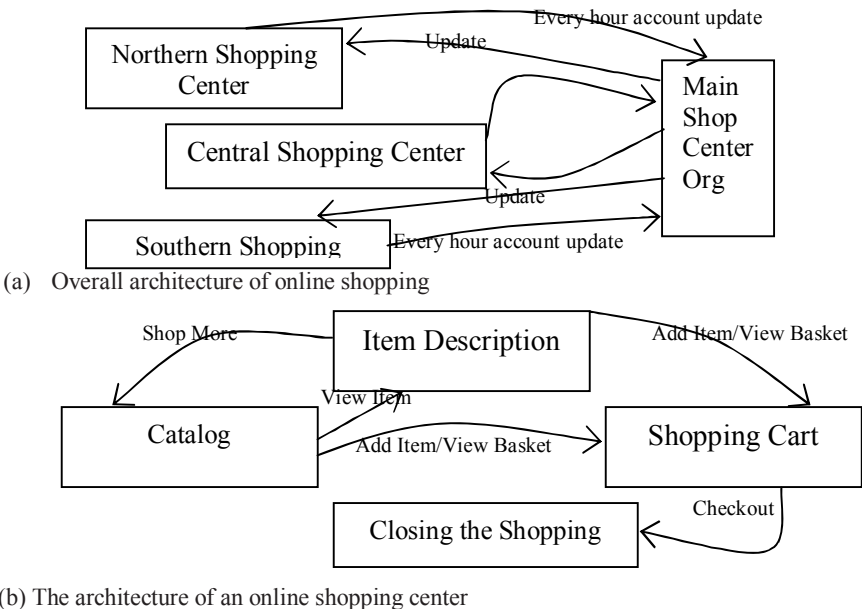 Every hour account update
Update
Northern Shopping
Center
Main
Shop
Center
Org
Central Shopping Center
Update
Southern Shopping
Every hour account update
(a) Overall architecture of online shopping
Shop More
Item Description
Add Item/View Basket
View Item
Catalog
Add Item/View Basket
Shopping Cart
Closing the Shopping
Checkout
(b) The architecture of an online shopping center